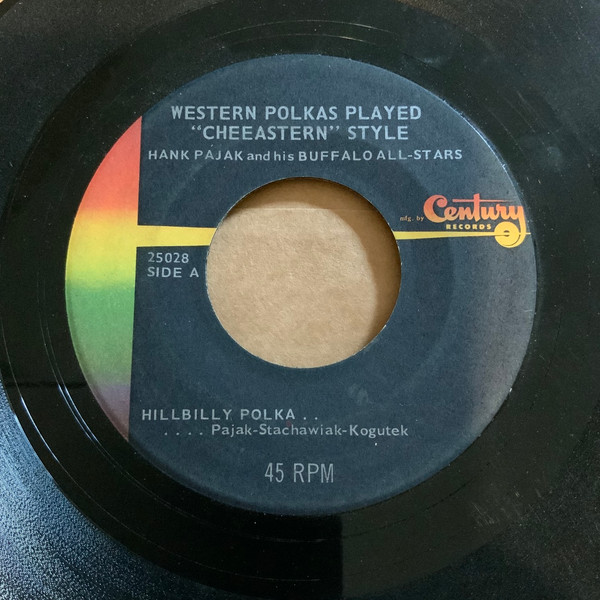 WESTERN POLKAS PLAYED
"CHEEASTERN" STYLE
HANK PAJAK and his BUFFALO ALL-STARS
mfg. by Century
RECORDS
25028
SIDE A
HILLBILLY POLKA . .
. . . . Pajak-Stachawiak-Kogutek
45 RPM